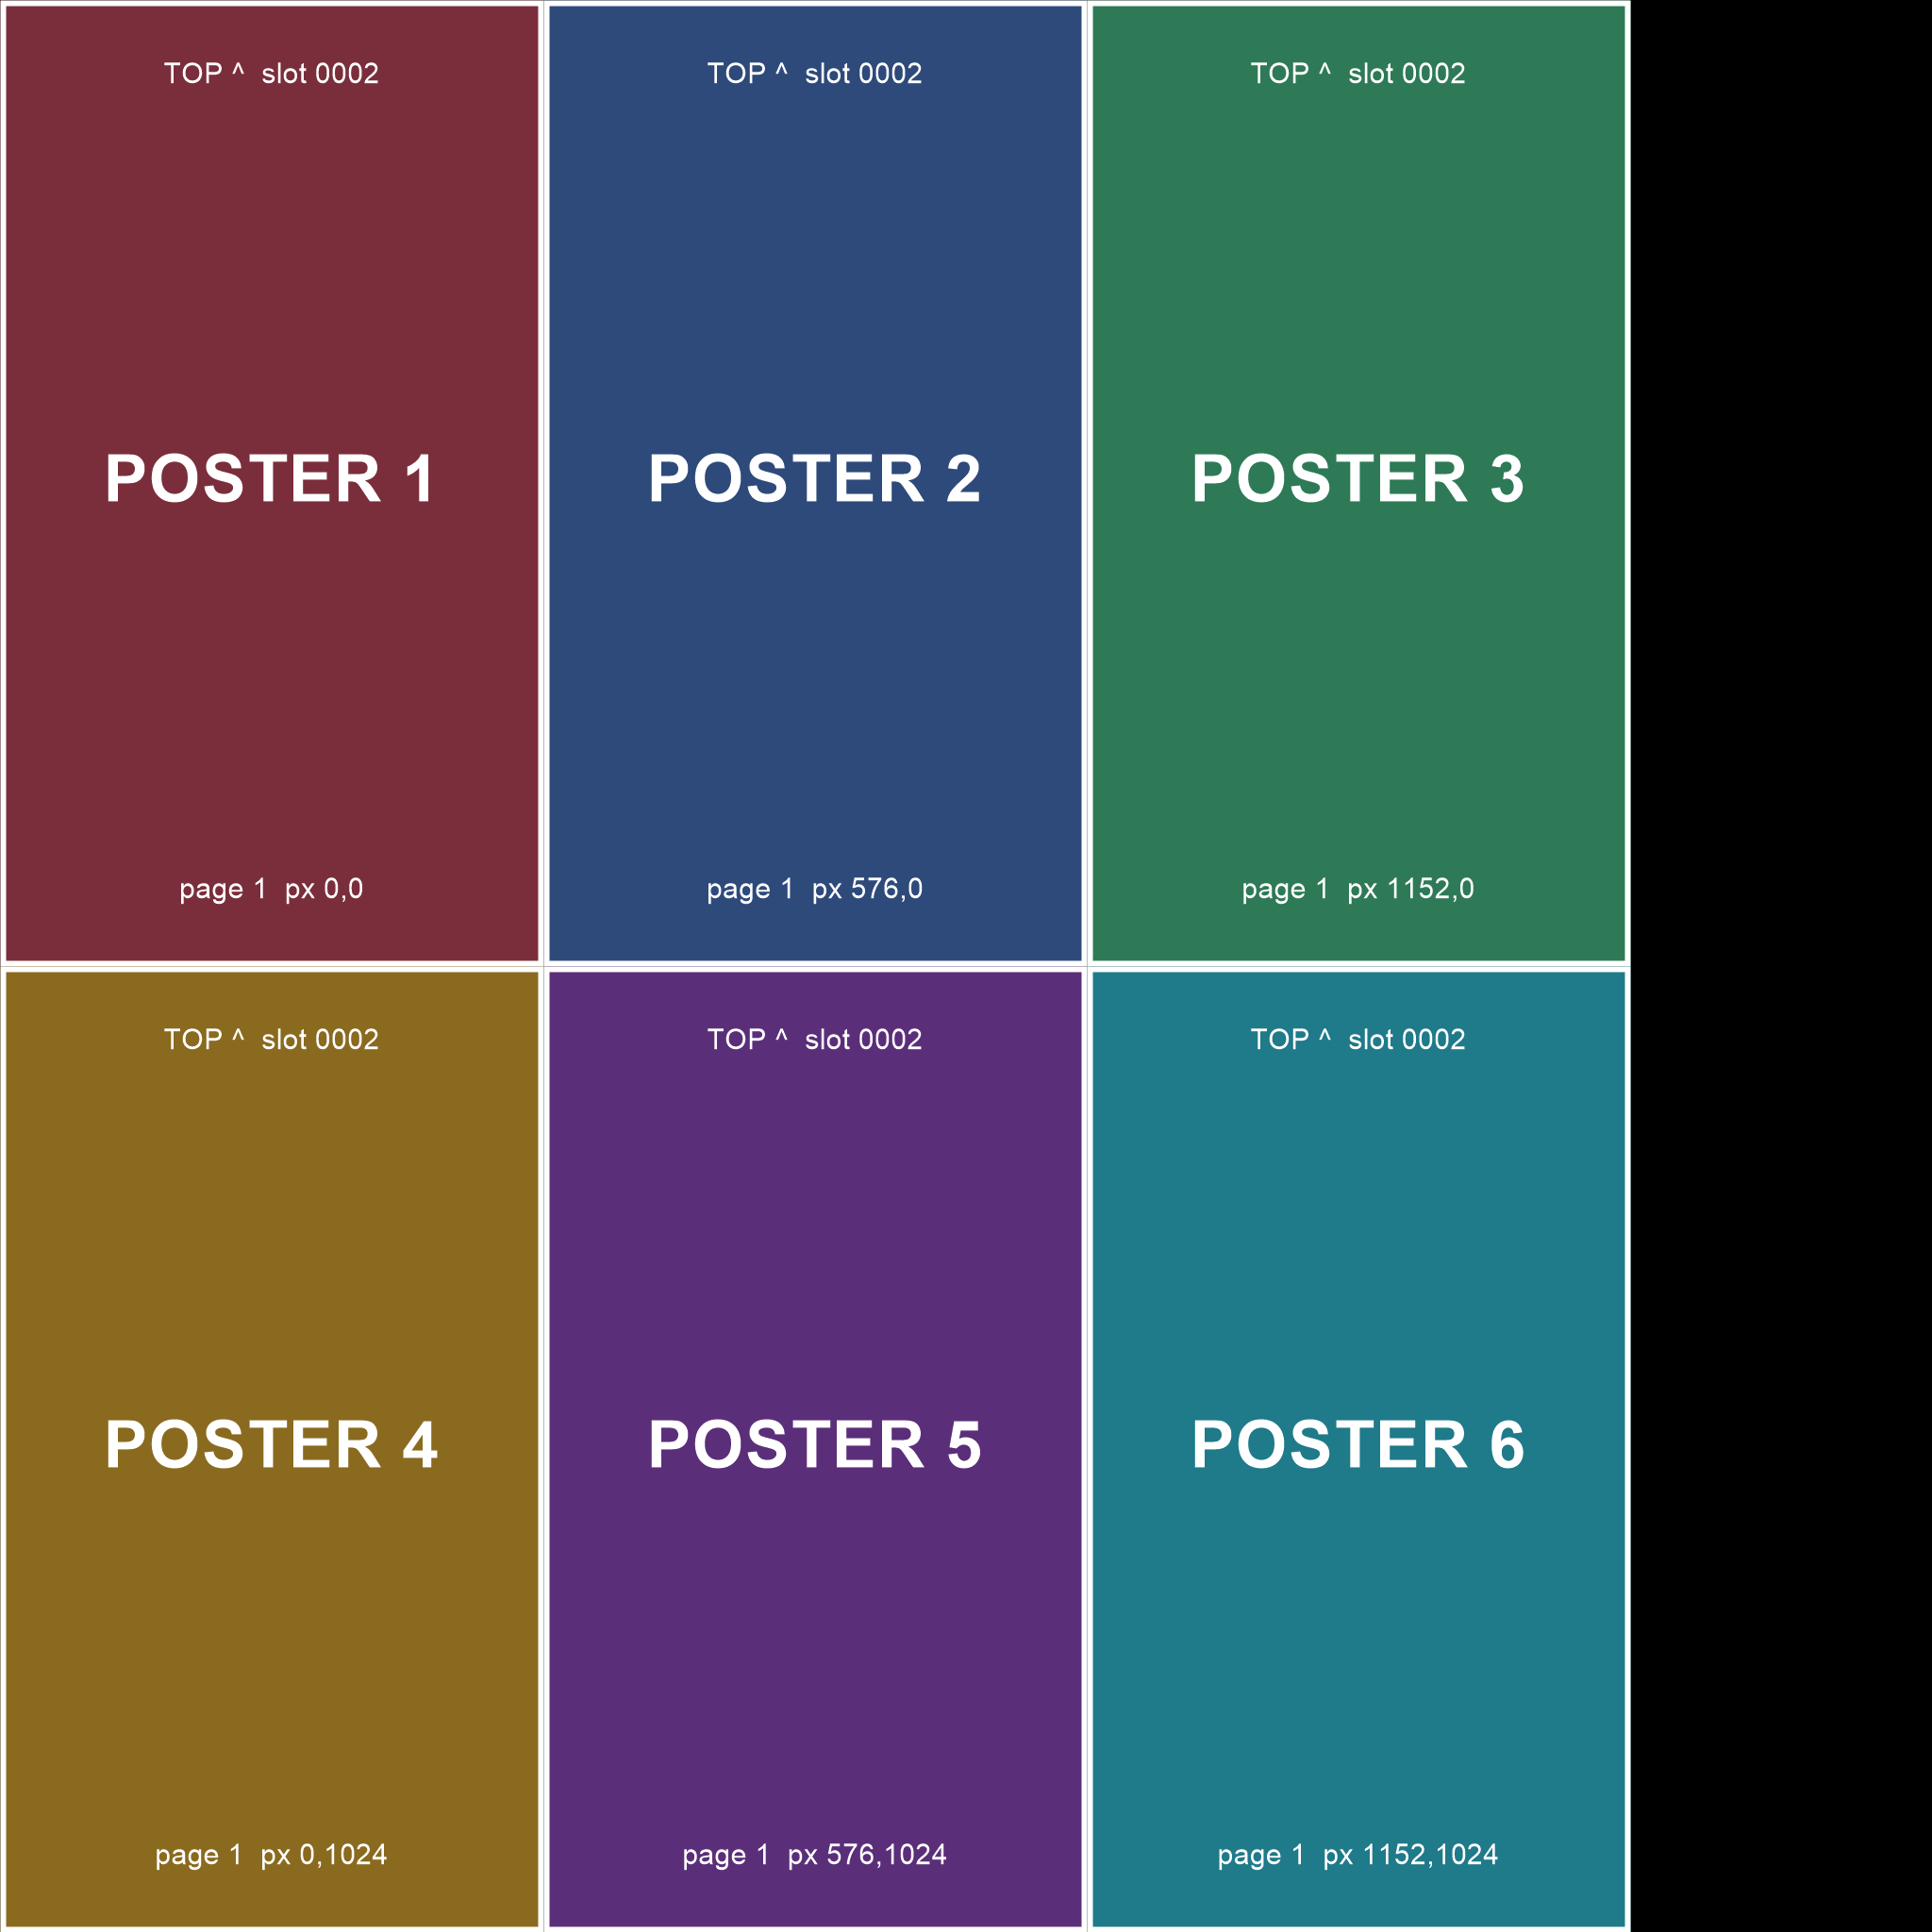 TOP ^  slot 0002
POSTER 1
page 1  px 0,0
TOP ^  slot 0002
POSTER 2
page 1  px 576,0
TOP ^  slot 0002
POSTER 3
page 1  px 1152,0
TOP ^  slot 0002
POSTER 4
page 1  px 0,1024
TOP ^  slot 0002
POSTER 5
page 1  px 576,1024
TOP ^  slot 0002
POSTER 6
page 1  px 1152,1024